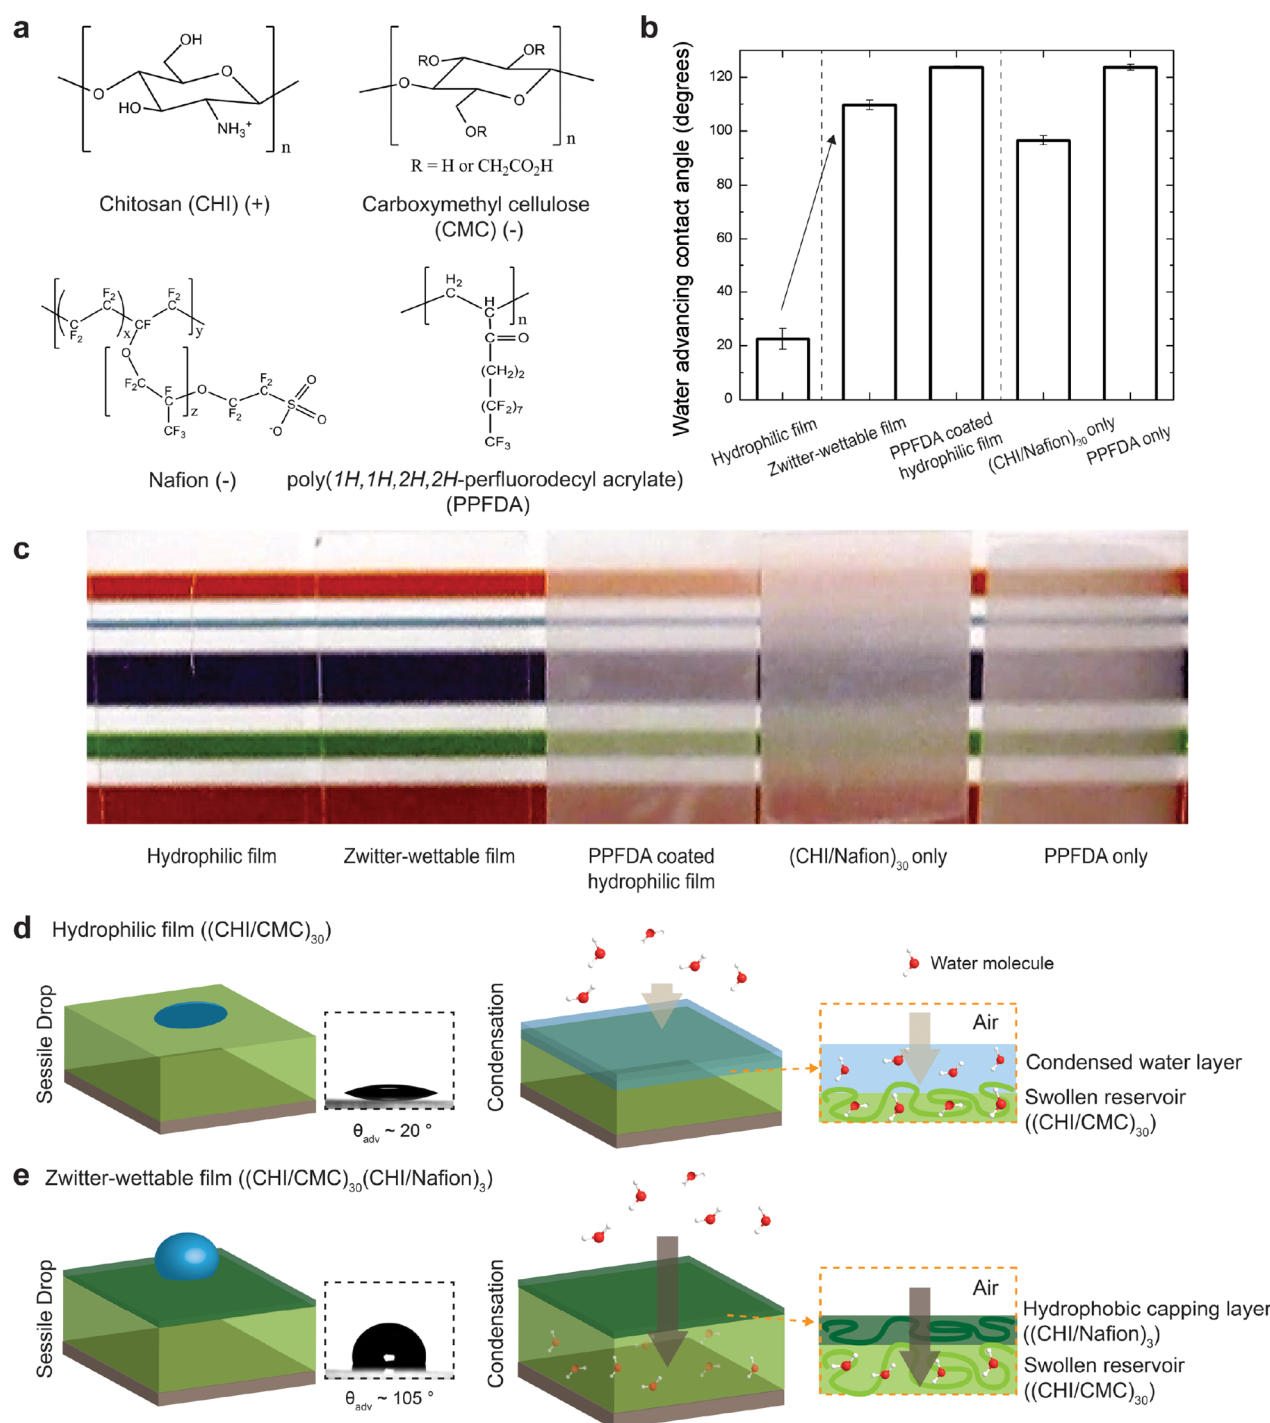 a
OH
O
O
HO
NH₃⁺
n
Chitosan (CHI) (+)
OR
RO
O
O
OR
n
R = H or CH₂CO₂H
Carboxymethyl cellulose
(CMC) (-)
F₂ F₂ F₂
C C C
C CF C
F₂ x F₂ y
O
F₂C F O C F₂
C z C S O
CF₃ F₂ ⁻O O
Nafion (-)
H₂
C H
C n
C=O
(CH₂)₂
(CF₂)₇
CF₃
poly(1H,1H,2H,2H-perfluorodecyl acrylate)
(PPFDA)
b
Water advancing contact angle (degrees)
120
100
80
60
40
20
0
Hydrophilic film
Zwitter-wettable film
PPFDA coated
hydrophilic film
(CHI/Nafion)₃₀ only
PPFDA only
c
Hydrophilic film
Zwitter-wettable film
PPFDA coated
hydrophilic film
(CHI/Nafion)₃₀ only
PPFDA only
d Hydrophilic film ((CHI/CMC)₃₀)
Sessile Drop
θadv ~ 20 °
Condensation
Water molecule
Air
Condensed water layer
Swollen reservoir
((CHI/CMC)₃₀)
e Zwitter-wettable film ((CHI/CMC)₃₀(CHI/Nafion)₃)
Sessile Drop
θadv ~ 105 °
Condensation
Air
Hydrophobic capping layer
((CHI/Nafion)₃)
Swollen reservoir
((CHI/CMC)₃₀)